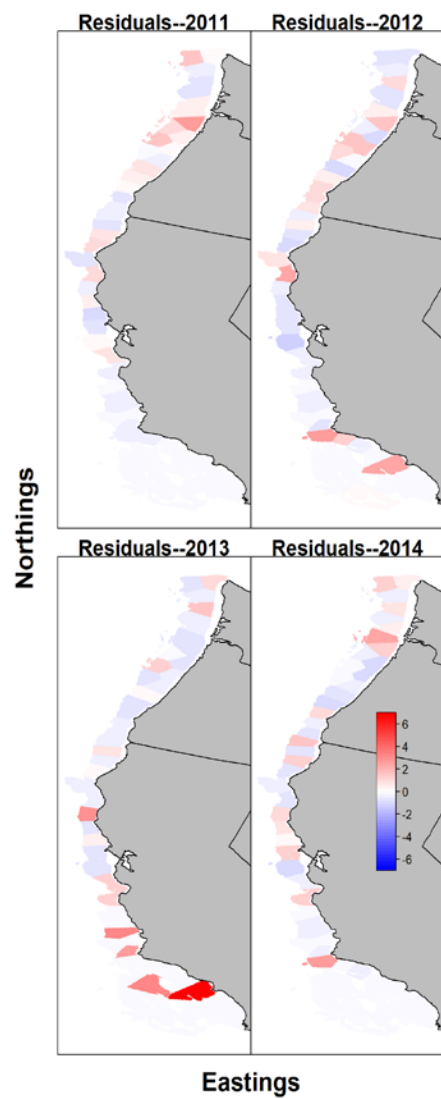 Residuals--2011
Residuals--2012
Northings
Residuals--2013
Residuals--2014
6
4
2
0
-2
-4
-6
Eastings